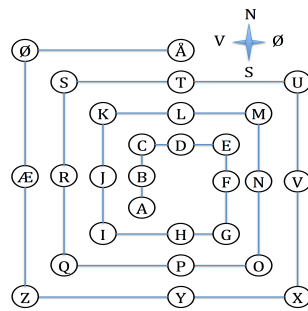 N
Ø Å V Ø
S
S T U
K L M
C D E
Æ R J B F N V
A
I H G
Q P O
Z Y X